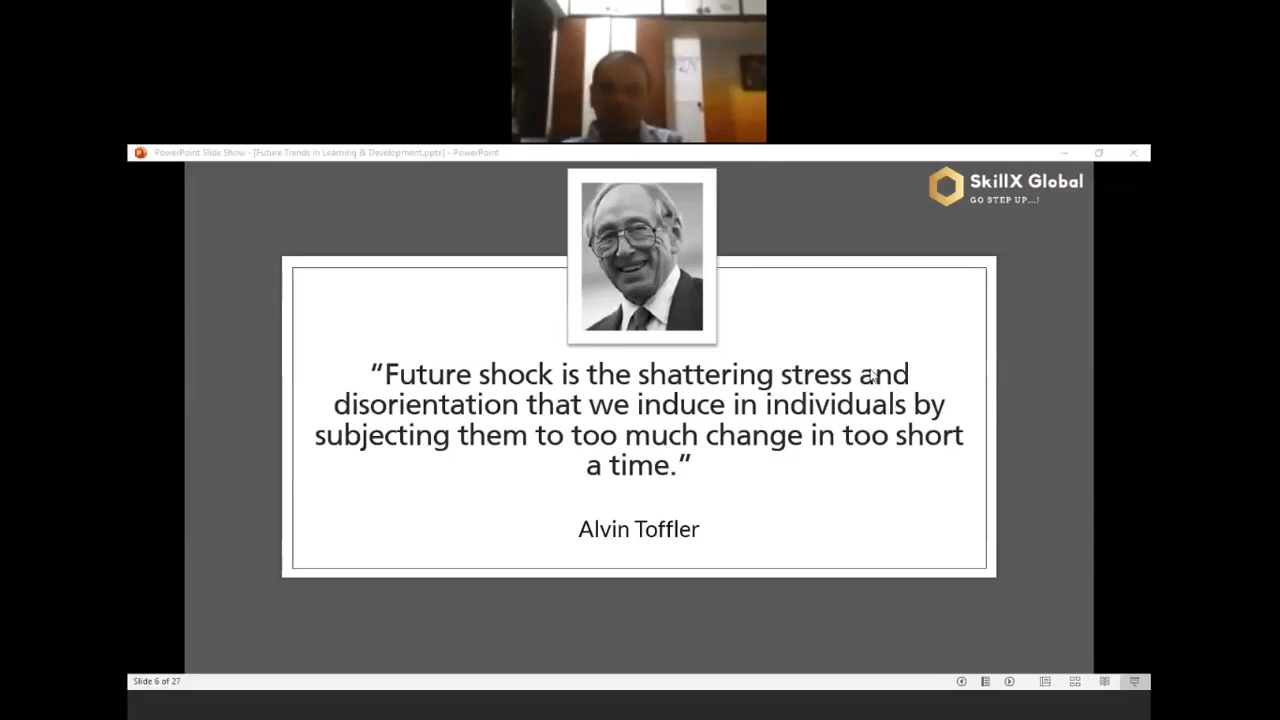 PowerPoint Slide Show - [Future Trends in Learning & Development.pptx] - PowerPoint
SkillX Global
GO STEP UP...!
“Future shock is the shattering stress and
disorientation that we induce in individuals by
subjecting them to too much change in too short
a time.”
Alvin Toffler
Slide 6 of 27